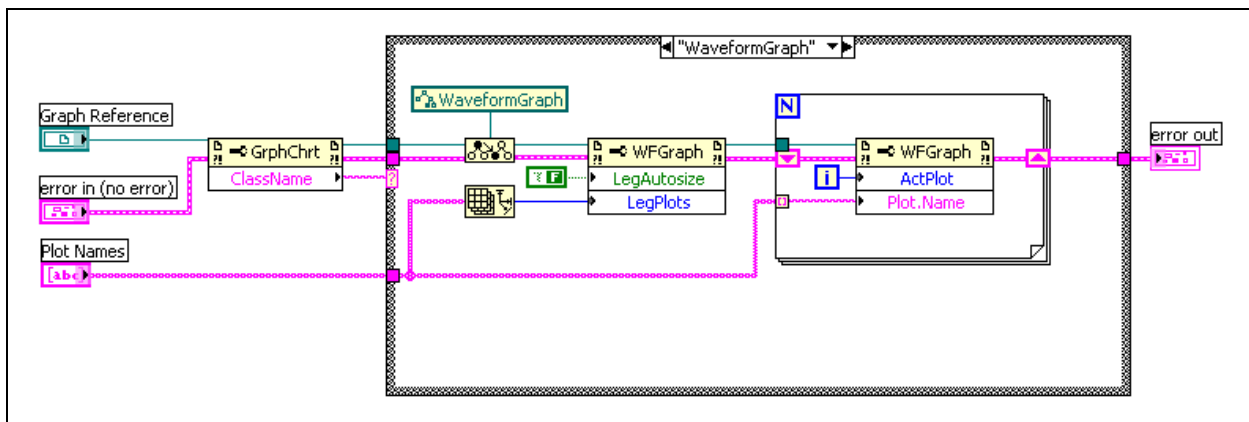 "WaveformGraph"
WaveformGraph
Graph Reference
N
error out
GrphChrt
ClassName
?!
WFGraph
LegAutosize
LegPlots
F
?
i
WFGraph
ActPlot
Plot.Name
error in (no error)
Plot Names
[abc]